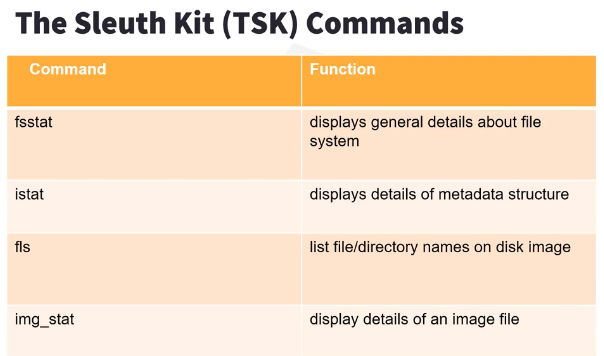 The Sleuth Kit (TSK) Commands
Command Function
fsstat displays general details about file
system
istat displays details of metadata structure
fls list file/directory names on disk image
img_stat display details of an image file